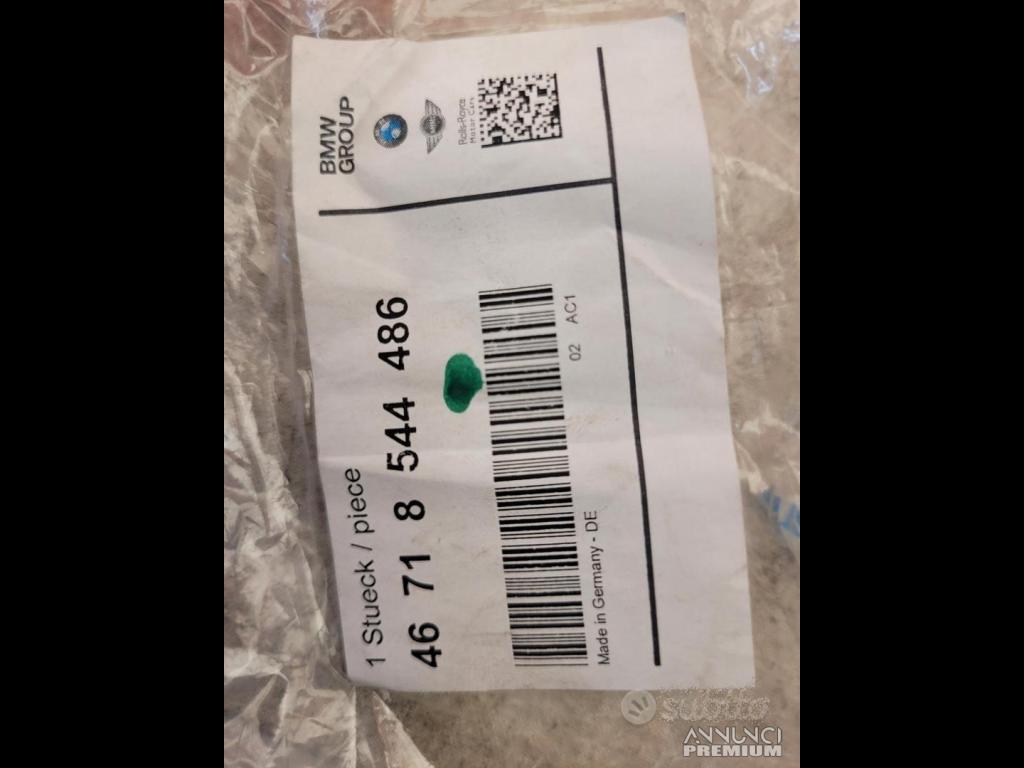 BMW
GROUP
Rolls-Royce
Motor Cars
1 Stueck / piece
46 71 8 544 486
02 AC1
Made in Germany - DE
subito
ANNUNCI
PREMIUM